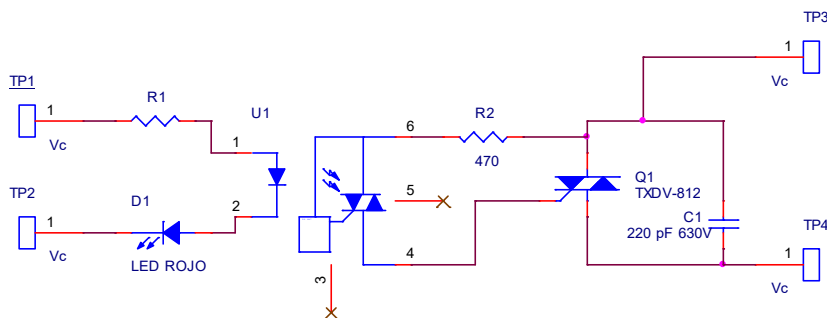 TP3
1
Vc
TP1
1
Vc
R1
U1
1
2
6
R2
470
5
Q1
TXDV-812
C1
220 pF 630V
TP2
1
Vc
D1
LED ROJO
4
3
TP4
1
Vc